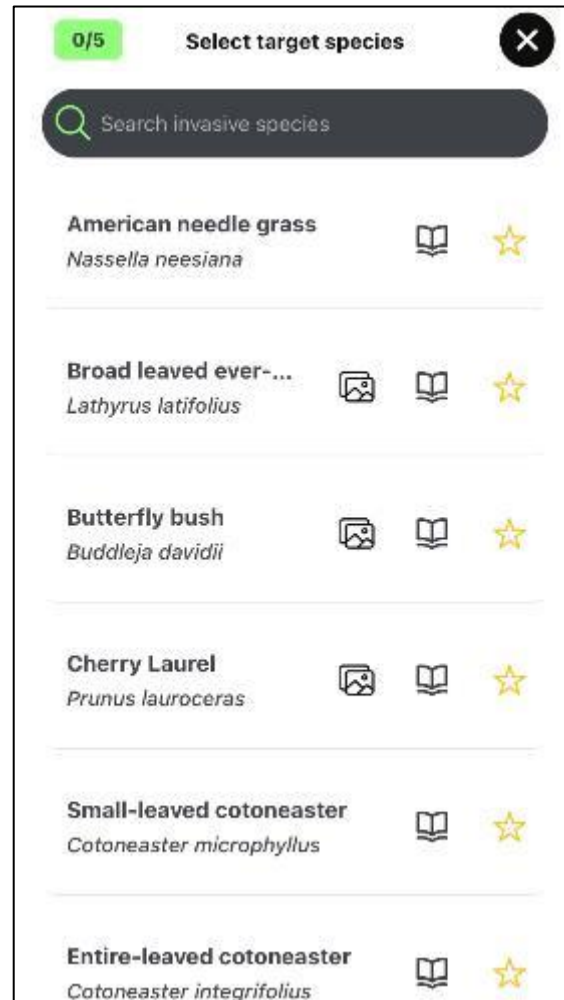 0/5 Select target species
Search invasive species
American needle grass
Nassella neesiana
Broad leaved ever-...
Lathyrus latifolius
Butterfly bush
Buddleja davidii
Cherry Laurel
Prunus lauroceras
Small-leaved cotoneaster
Cotoneaster microphyllus
Entire-leaved cotoneaster
Cotoneaster integrifolius